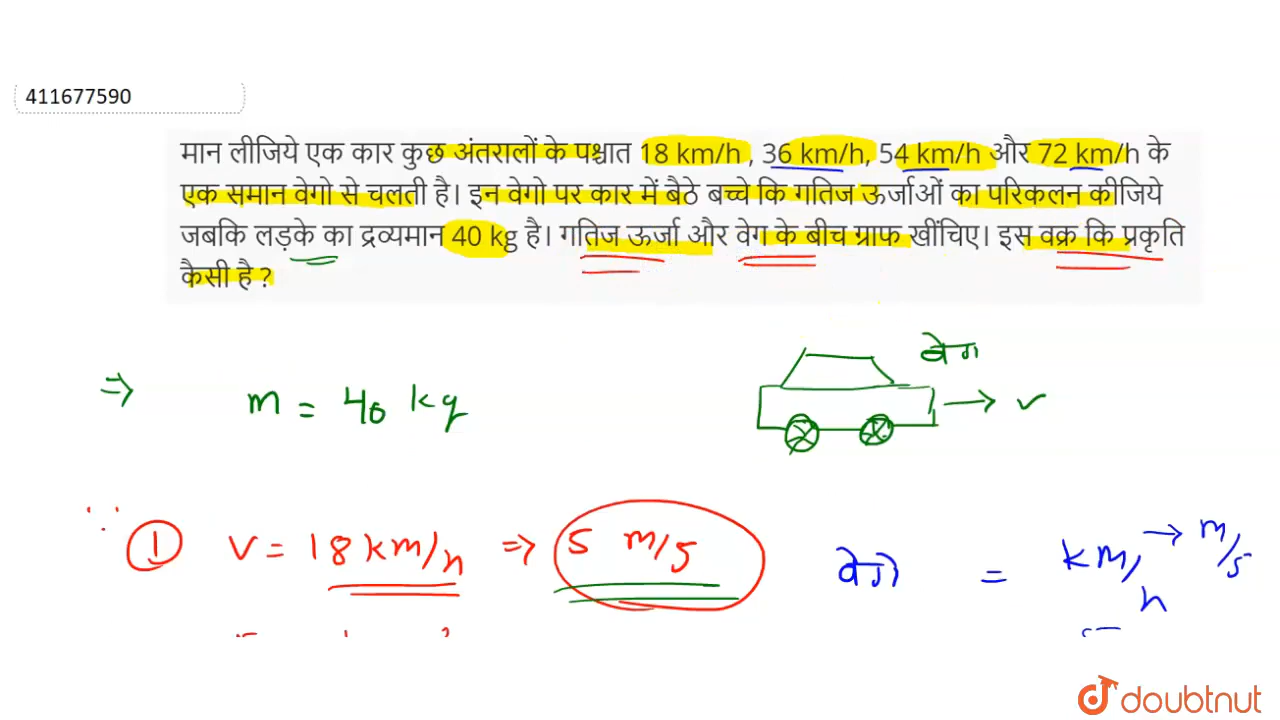 411677590
मान लीजिये एक कार कुछ अंतरालों के पश्चात 18 km/h , 36 km/h, 54 km/h और 72 km/h के
एक समान वेगो से चलती है। इन वेगो पर कार में बैठे बच्चे कि गतिज ऊर्जाओं का परिकलन कीजिये
जबकि लड़के का द्रव्यमान 40 kg है। गतिज ऊर्जा और वेग के बीच ग्राफ खींचिए। इस वक्र कि प्रकृति
कैसी है ?
वेग
⇒ m = 40 kg → v
① v = 18 km/h ⇒ 5 m/s
वेग = km/h → m/s
doubtnut